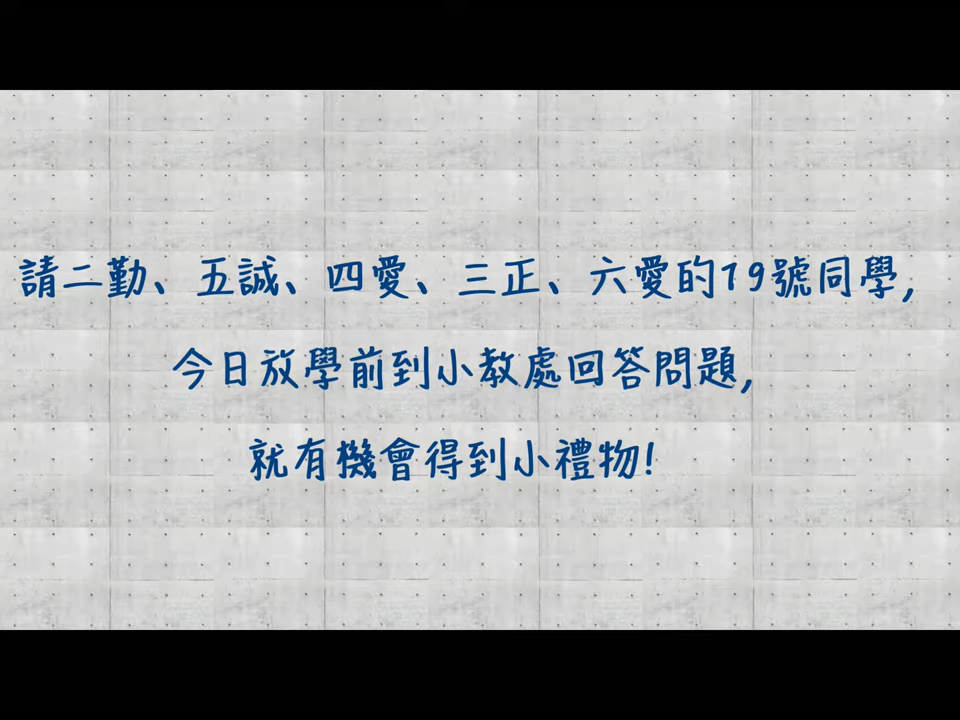 請二勤、五誠、四愛、三正、六愛的19號同學,
今日放學前到小教處回答問題,
就有機會得到小禮物!